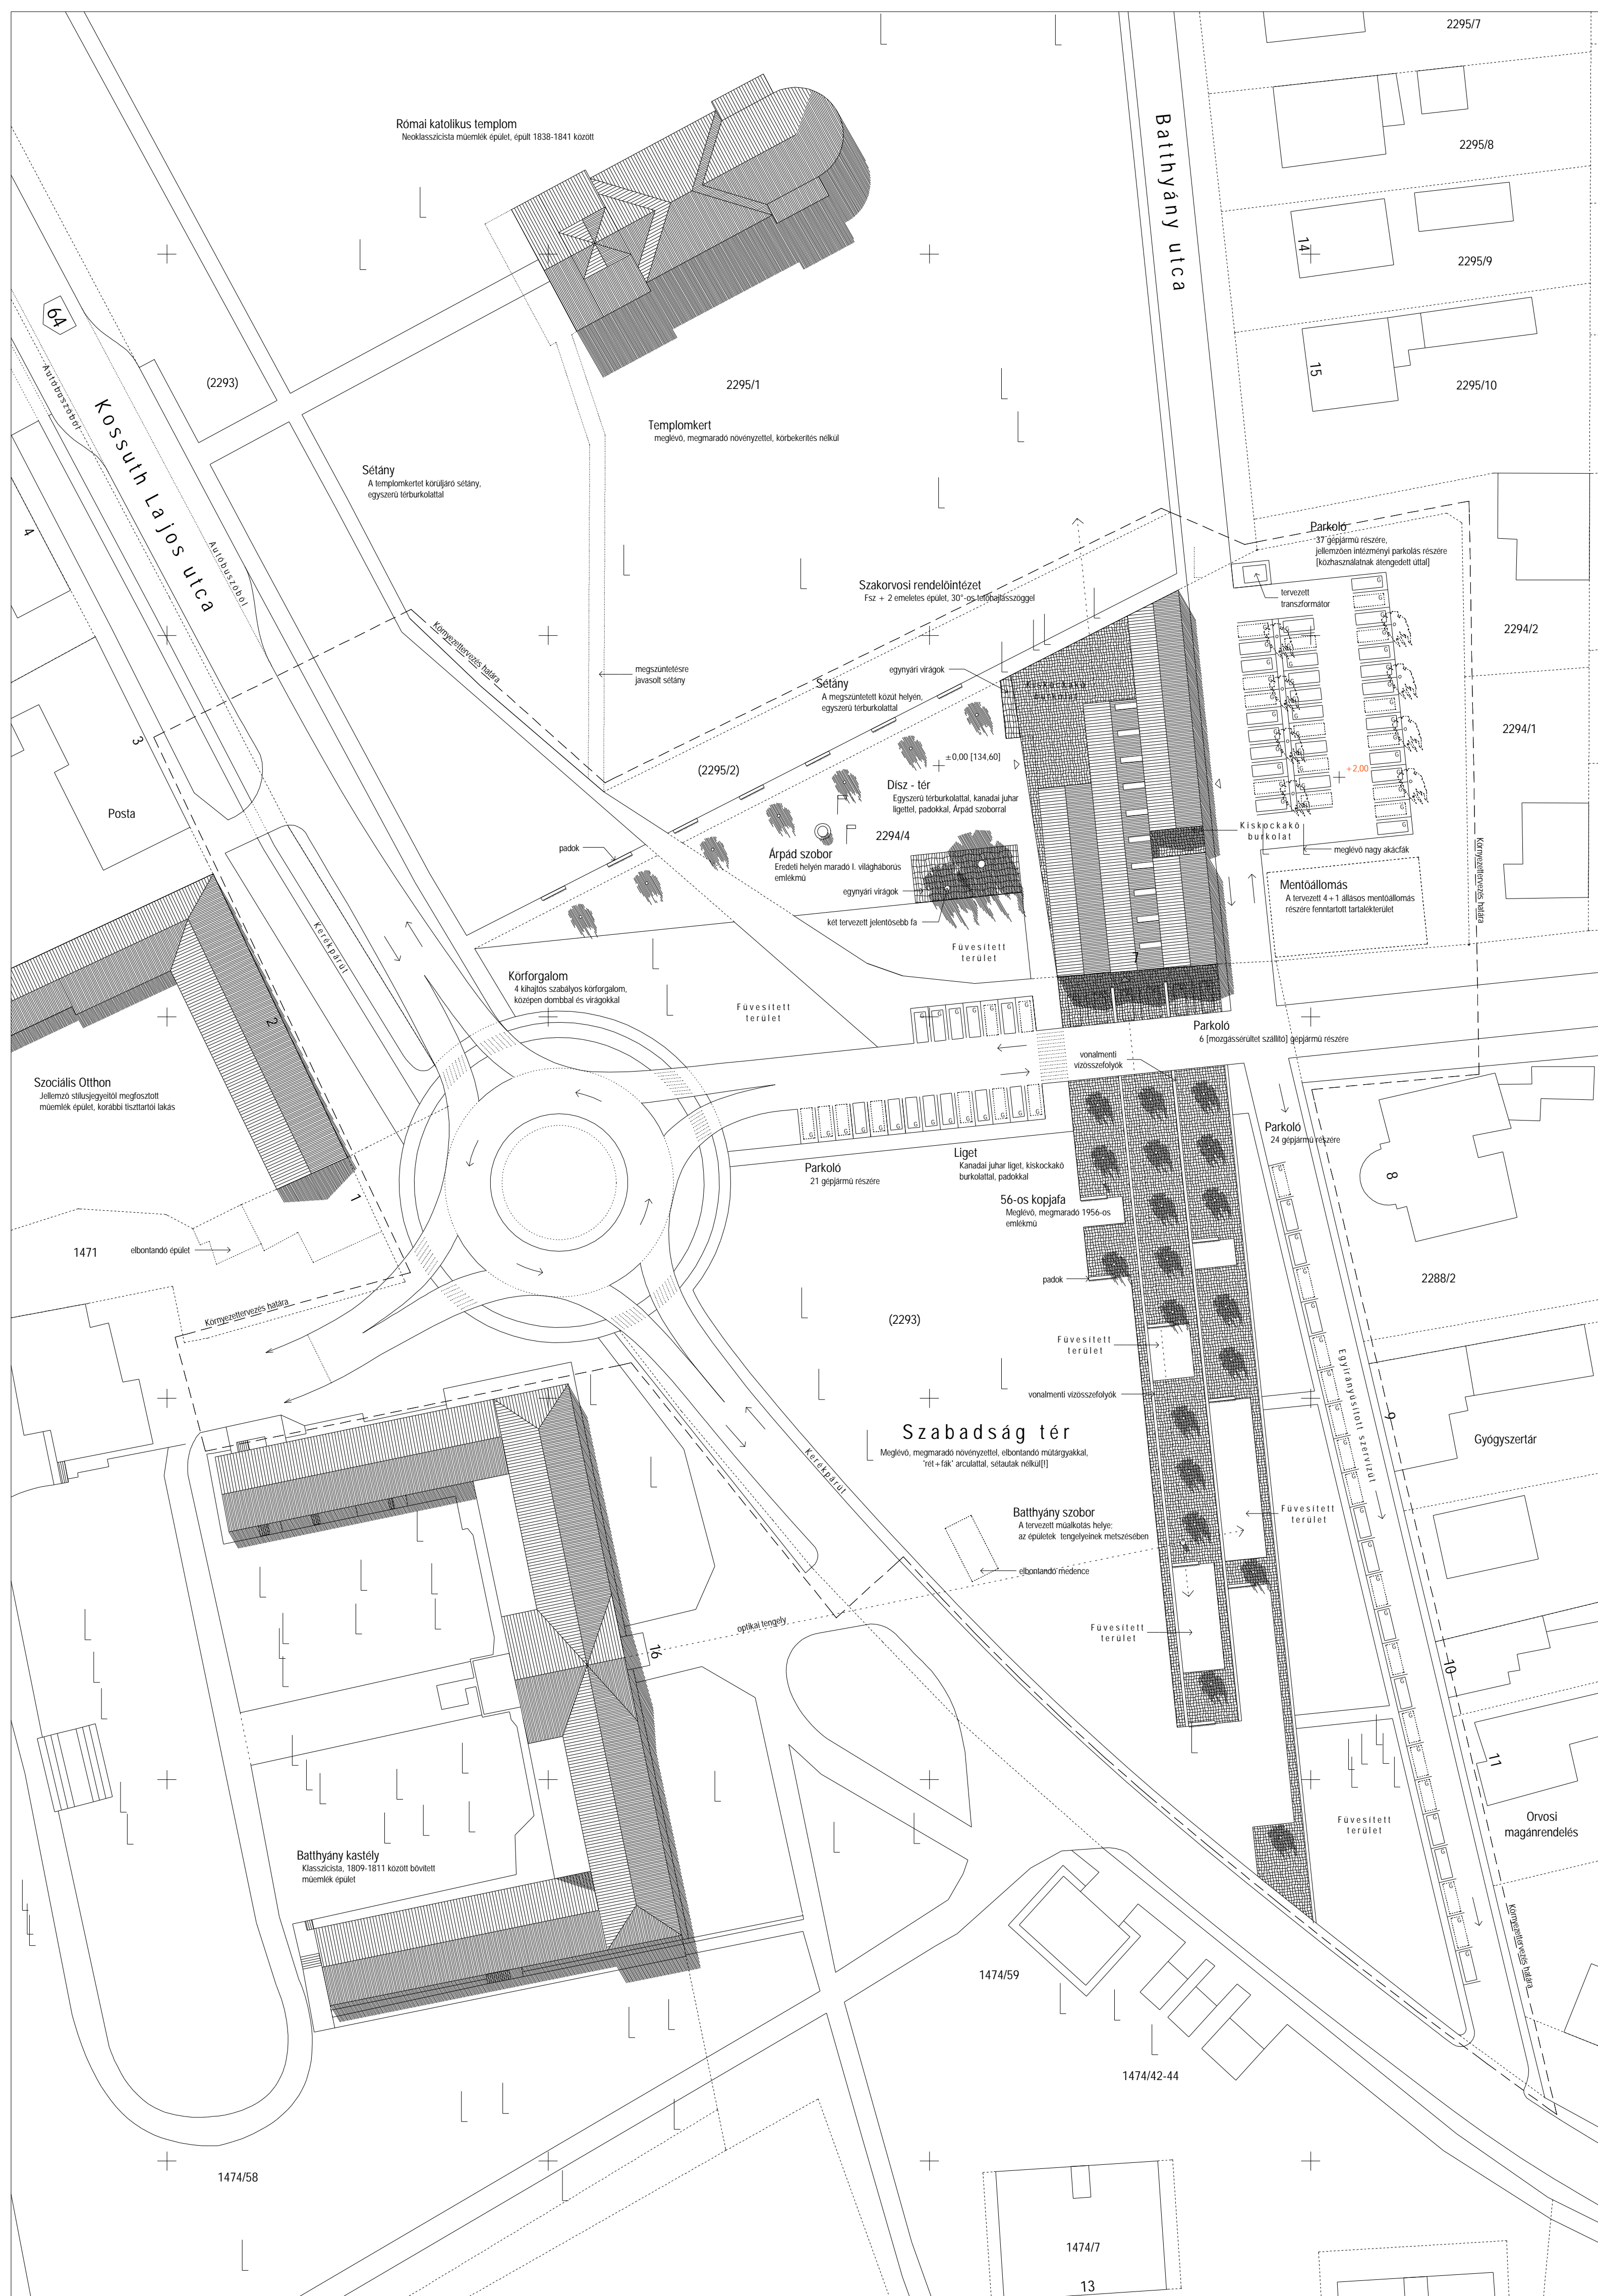 2295/7
Római katolikus templom
Neoklasszicista műemlék épület, épült 1838-1841 között
Batthyány utca
2295/8
14
2295/9
64
Autóbuszöböl
(2293)
2295/1
15
2295/10
Kossuth Lajos utca
Templomkert
meglévő, megmaradó növényzettel, körbekerítés nélkül
Sétány
A templomkertet körüljáró sétány,
egyszerű térburkolattal
4
Autóbuszöböl
Parkoló
37 gépjármű részére,
jellemzően intézményi parkolás részére
[közhasználatnak átengedett úttal]
Szakorvosi rendelőintézet
Fsz + 2 emeletes épület, 30°-os tetőhajlásszöggel
tervezett
transzformátor
Környezettervezés határa
2294/2
megszüntetésre
javasolt sétány
egynyári virágok
Kiskockakő
burkolat
Sétány
A megszüntetett közút helyén,
egyszerű térburkolattal
2294/1
3
±0,00 [134,60]
(2295/2)
+2.00
Dísz - tér
Egyszerű térburkolattal, kanadai juhar
ligettel, padokkal, Árpád szoborral
Posta
2294/4
Kiskockakő
burkolat
padok
Árpád szobor
Eredeti helyén maradó I. világháborús
emlékmű
meglévő nagy akácfák
Környezettervezés határa
egynyári virágok
Mentőállomás
A tervezett 4+1 állásos mentőállomás
részére fenntartott tartalékterület
két tervezett jelentősebb fa
Kerékpárút
Füvesített
terület
7
Körforgalom
4 kihajtós szabályos körforgalom,
középen dombbal és virágokkal
Füvesített
terület
2
Parkoló
6 [mozgássérültet szállító] gépjármű részére
vonalmenti
vízösszefolyók
Szociális Otthon
Jellemző stílusjegyeitől megfosztott
műemlék épület, korábbi tiszttartói lakás
Parkoló
24 gépjármű részére
Liget
Kanadai juhar liget, kiskockakő
burkolattal, padokkal
Parkoló
21 gépjármű részére
8
1
56-os kopjafa
Meglévő, megmaradó 1956-os
emlékmű
1471
elbontandó épület
padok
2288/2
Környezettervezés határa
(2293)
Füvesített
terület
Egyirányúsított szervizút
vonalmenti vízösszefolyók
9
Szabadság tér
Meglévő, megmaradó növényzettel, elbontandó műtárgyakkal,
'rét+fák' arculattal, sétautak nélkül[!]
Gyógyszertár
Kerékpárút
Batthyány szobor
A tervezett műalkotás helye;
az épületek tengelyeinek metszésében
Füvesített
terület
elbontandó medence
optikai tengely
Füvesített
terület
16
10
11
Füvesített
terület
Orvosi
magánrendelés
Batthyány kastély
Klasszicista, 1809-1811 között bővített
műemlék épület
Környezettervezés határa
1474/59
1474/42-44
1474/58
1474/7
13